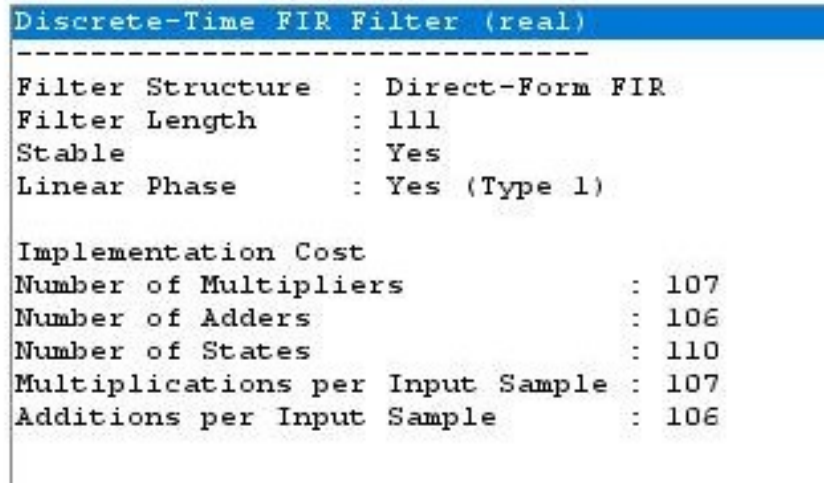 Discrete-Time FIR Filter (real)
-------------------------------
Filter Structure  : Direct-Form FIR
Filter Length     : 111
Stable            : Yes
Linear Phase      : Yes (Type 1)

Implementation Cost
Number of Multipliers            : 107
Number of Adders                 : 106
Number of States                 : 110
Multiplications per Input Sample : 107
Additions per Input Sample       : 106